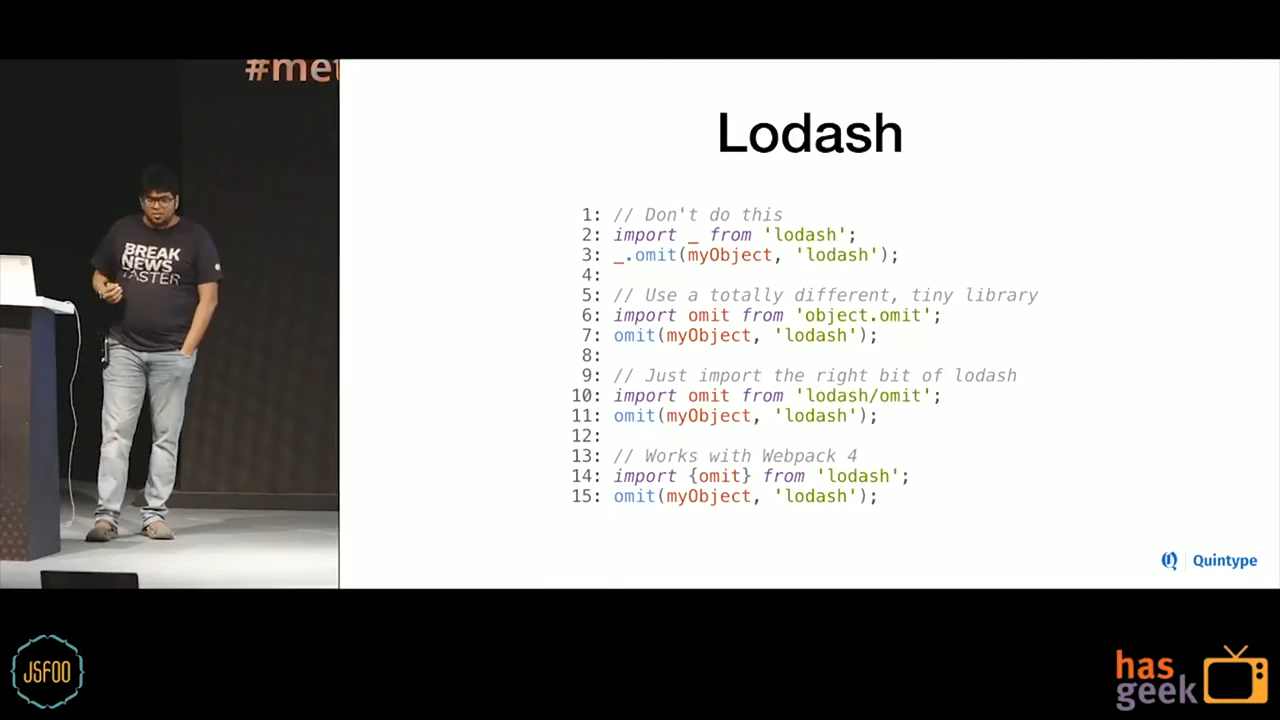 #met
BREAK
NEWS
FASTER
Lodash
1: // Don't do this
2: import _ from 'lodash';
3: _.omit(myObject, 'lodash');
4:
5: // Use a totally different, tiny library
6: import omit from 'object.omit';
7: omit(myObject, 'lodash');
8:
9: // Just import the right bit of lodash
10: import omit from 'lodash/omit';
11: omit(myObject, 'lodash');
12:
13: // Works with Webpack 4
14: import {omit} from 'lodash';
15: omit(myObject, 'lodash');
Quintype
JSFOO
has
geek